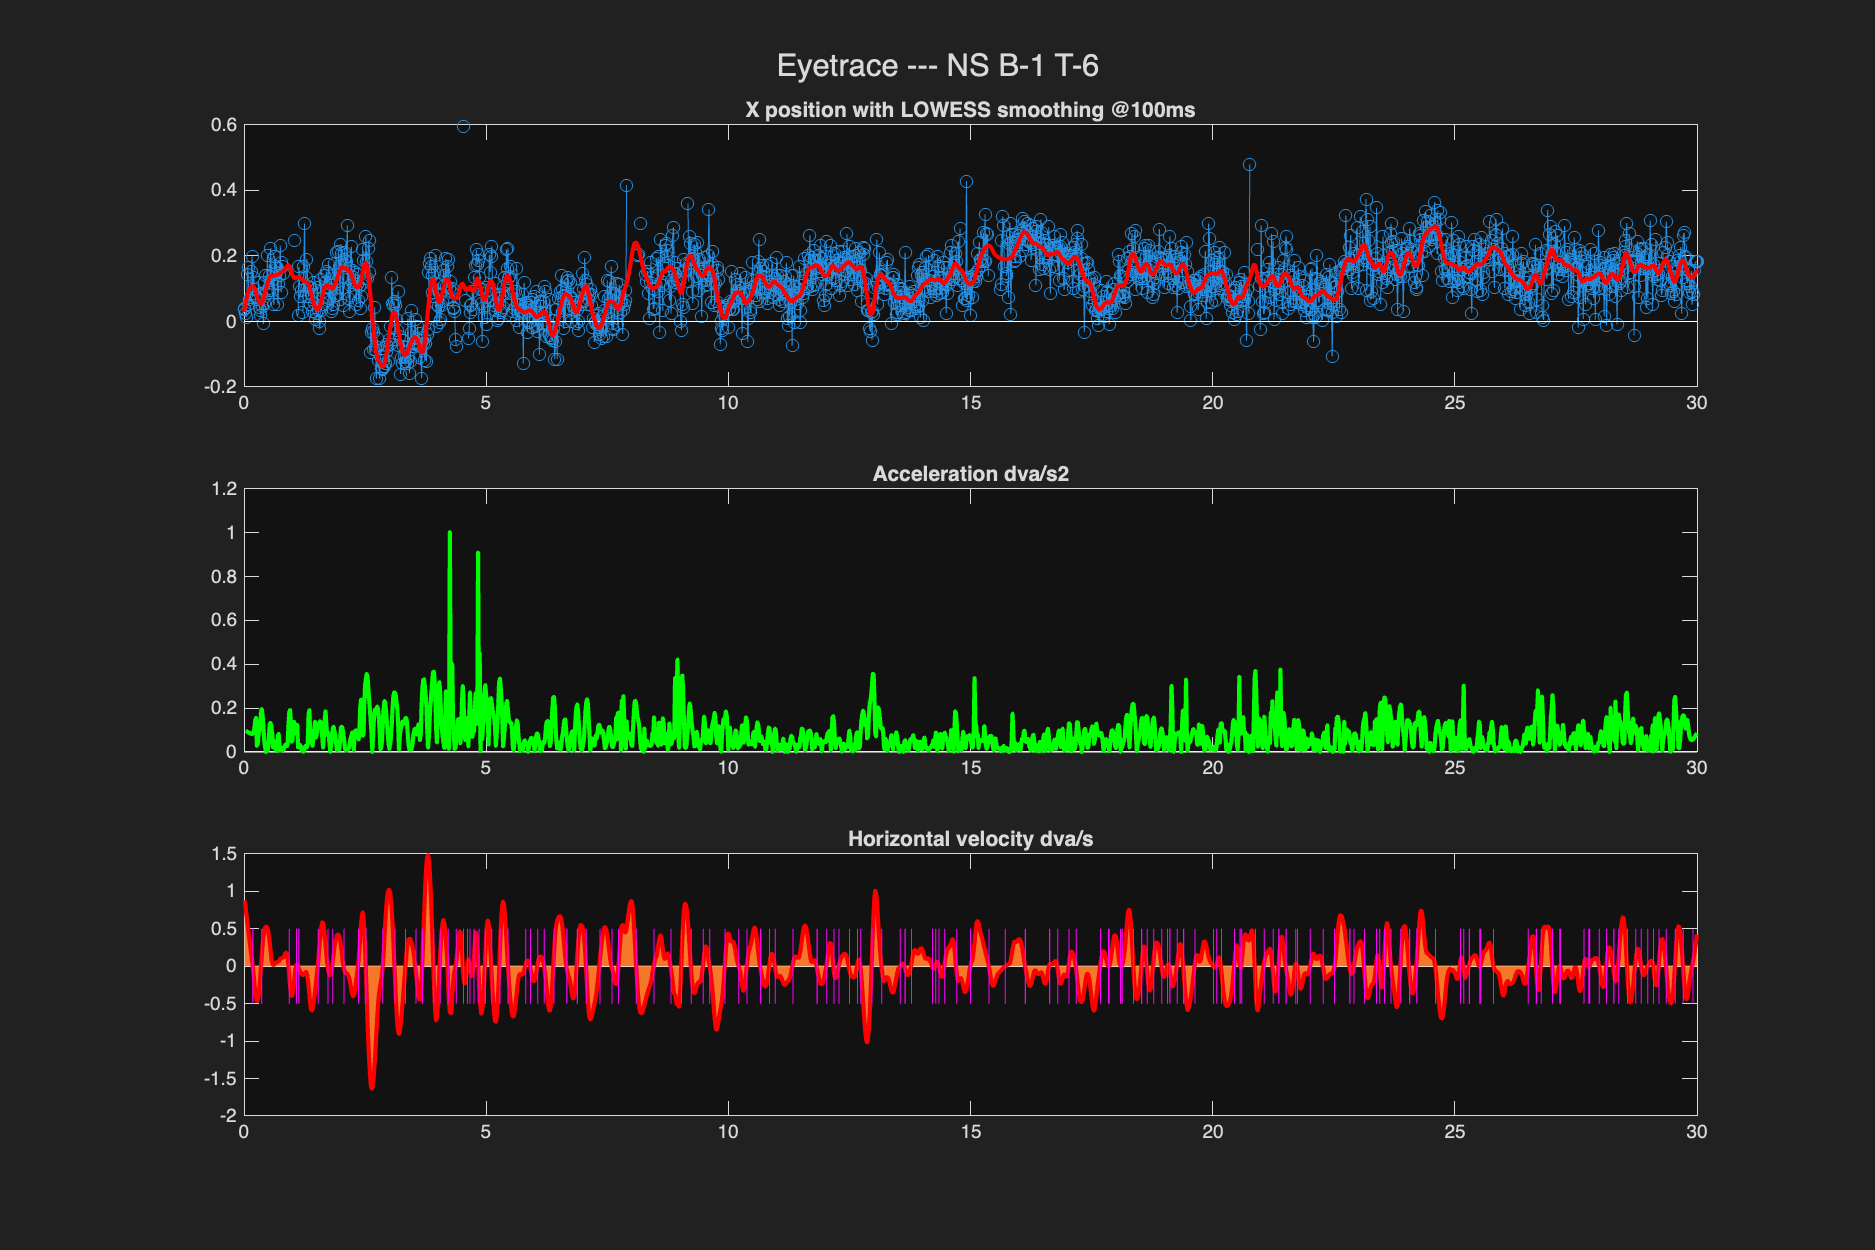 Eyetrace --- NS B-1 T-6
X position with LOWESS smoothing @100ms
0.6
0.4
0.2
0
-0.2
0 5 10 15 20 25 30
Acceleration dva/s2
1.2
1
0.8
0.6
0.4
0.2
0
0 5 10 15 20 25 30
Horizontal velocity dva/s
1.5
1
0.5
0
-0.5
-1
-1.5
-2
0 5 10 15 20 25 30